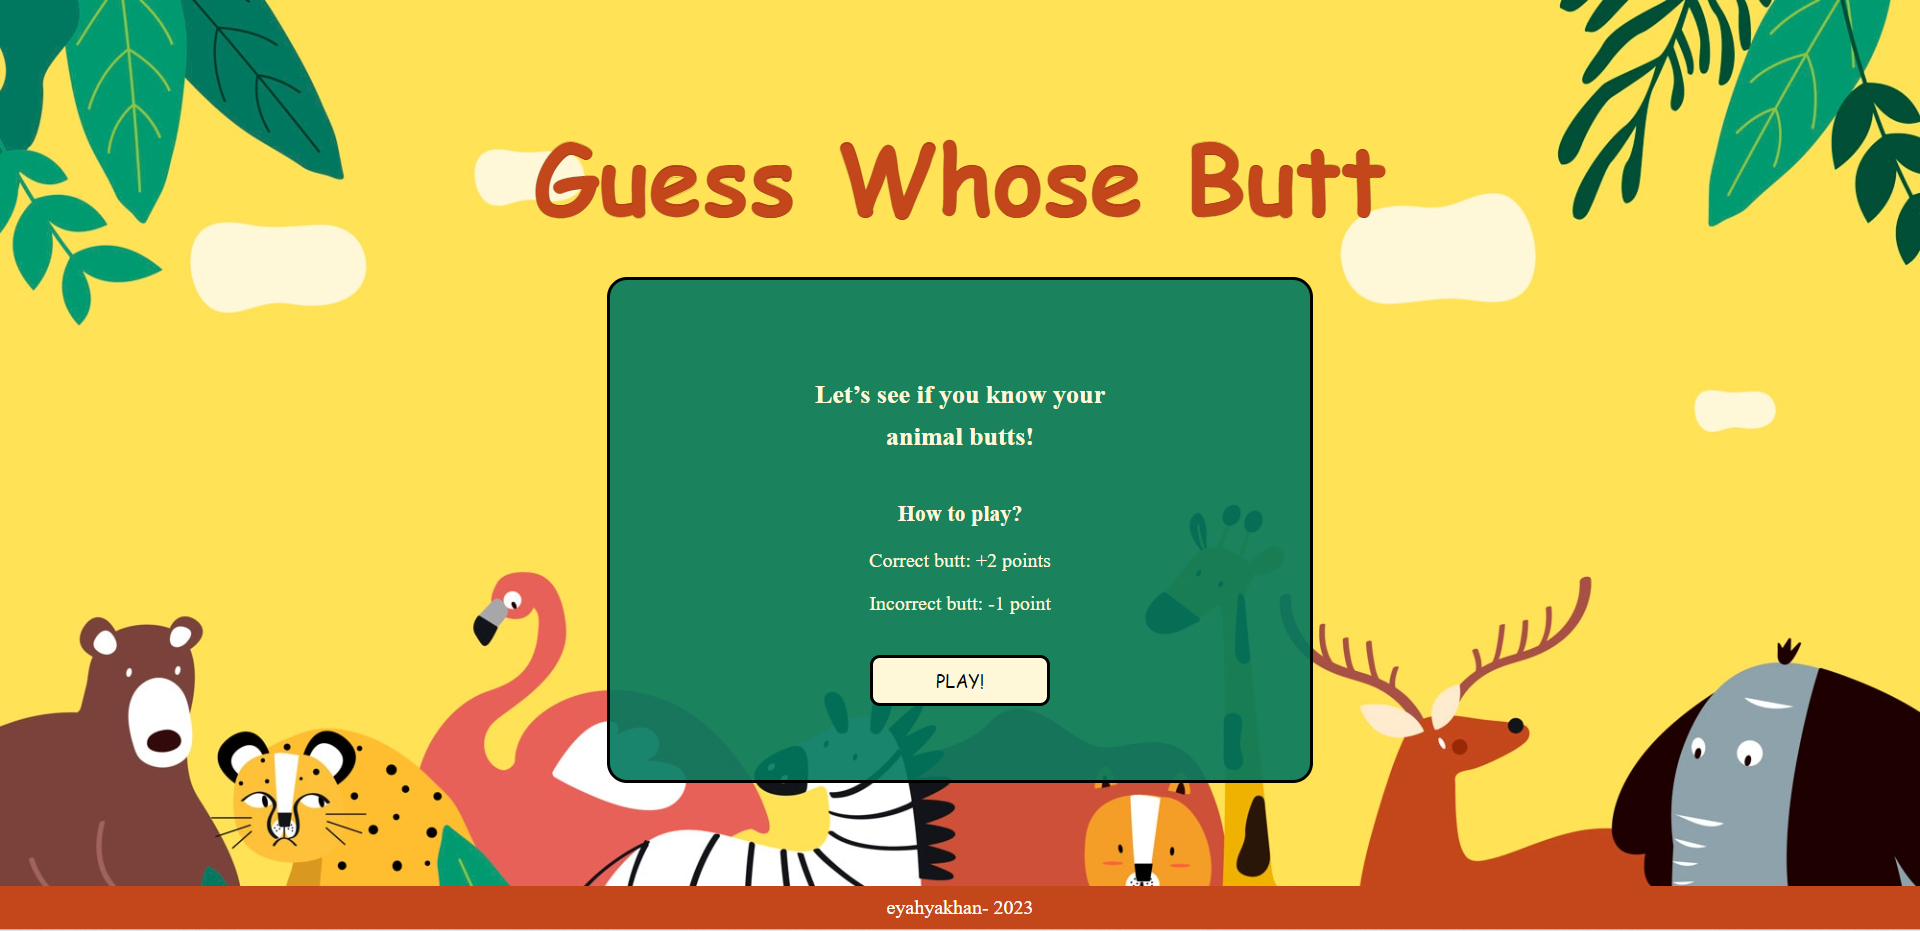 Guess Whose Butt
Let’s see if you know your
animal butts!
How to play?
Correct butt: +2 points
Incorrect butt: -1 point
PLAY!
eyahyakhan- 2023